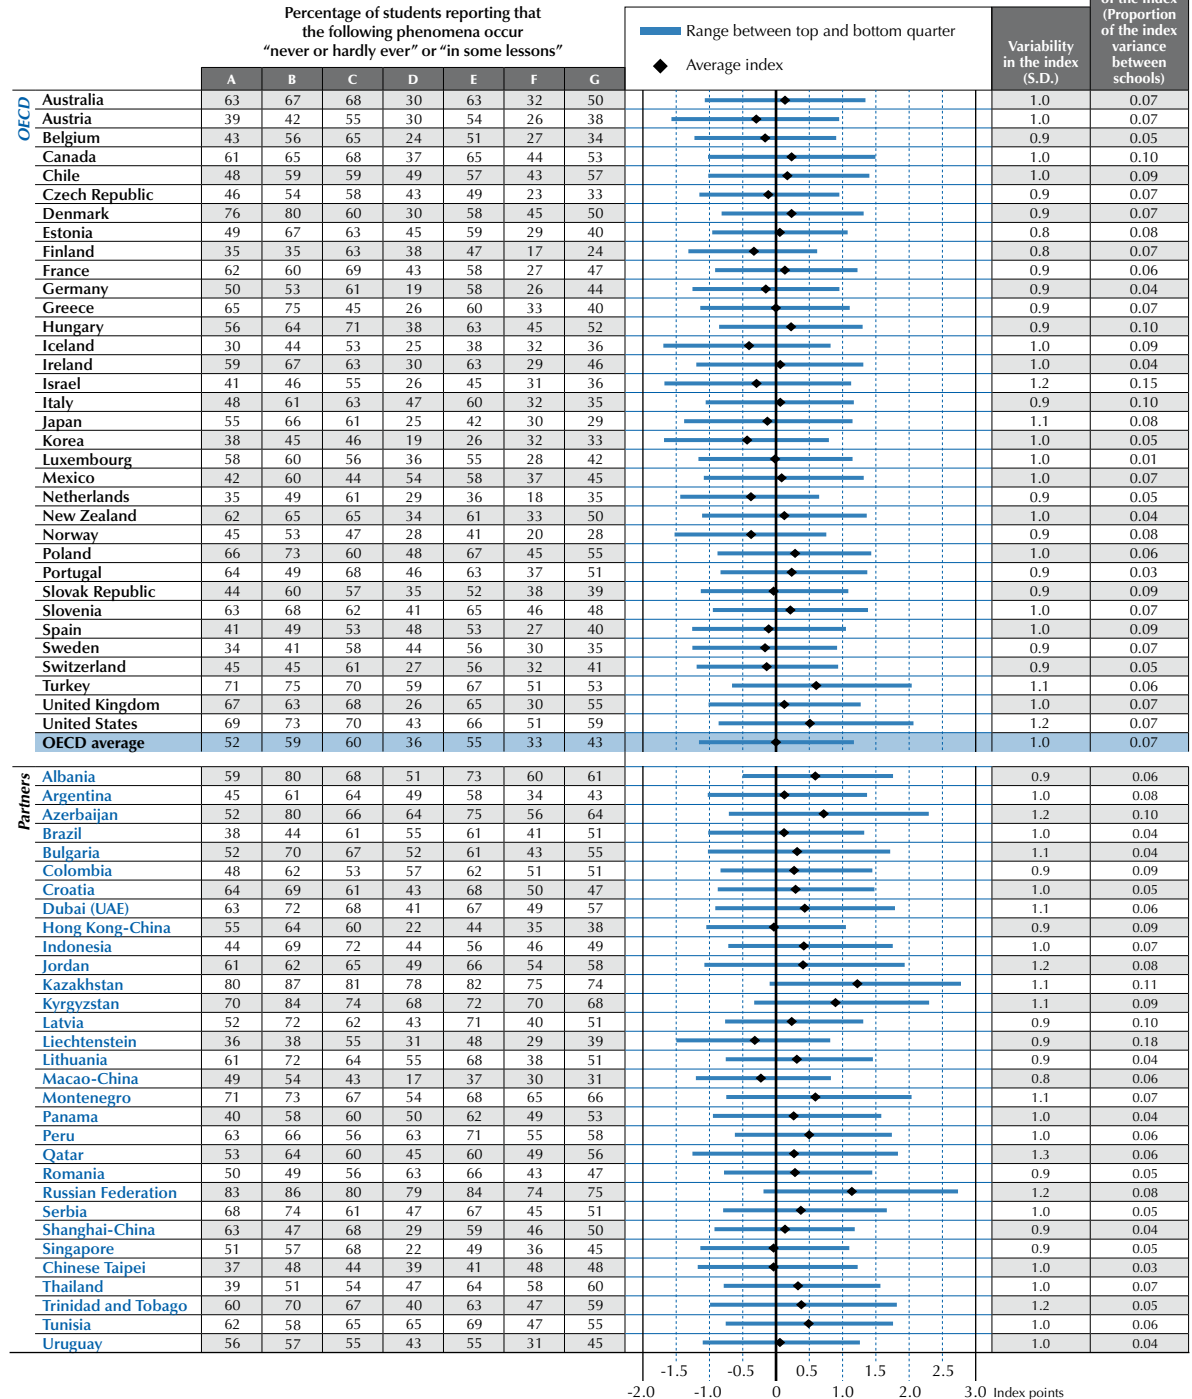 Percentage of students reporting that
the following phenomena occur
“never or hardly ever” or “in some lessons”
Range between top and bottom quarter
Average index
Variability
in the index
(S.D.)
of the index
(Proportion
of the index
variance
between
schools)
A B C D E F G
OECD
Australia 63 67 68 30 63 32 50 1.0 0.07
Austria 39 42 55 30 54 26 38 1.0 0.07
Belgium 43 56 65 24 51 27 34 0.9 0.05
Canada 61 65 68 37 65 44 53 1.0 0.10
Chile 48 59 59 49 57 43 57 1.0 0.09
Czech Republic 46 54 58 43 49 23 33 0.9 0.07
Denmark 76 80 60 30 58 45 50 0.9 0.07
Estonia 49 67 63 45 59 29 40 0.8 0.08
Finland 35 35 63 38 47 17 24 0.8 0.07
France 62 60 69 43 58 27 47 0.9 0.06
Germany 50 53 61 19 58 26 44 0.9 0.04
Greece 65 75 45 26 60 33 40 0.9 0.07
Hungary 56 64 71 38 63 45 52 0.9 0.10
Iceland 30 44 53 25 38 32 36 1.0 0.09
Ireland 59 67 63 30 63 29 46 1.0 0.04
Israel 41 46 55 26 45 31 36 1.2 0.15
Italy 48 61 63 47 60 32 35 0.9 0.10
Japan 55 66 61 25 42 30 29 1.1 0.08
Korea 38 45 46 19 26 32 33 1.0 0.05
Luxembourg 58 60 56 36 55 28 42 1.0 0.01
Mexico 42 60 44 54 58 37 45 1.0 0.07
Netherlands 35 49 61 29 36 18 35 0.9 0.05
New Zealand 62 65 65 34 61 33 50 1.0 0.04
Norway 45 53 47 28 41 20 28 0.9 0.08
Poland 66 73 60 48 67 45 55 1.0 0.06
Portugal 64 49 68 46 63 37 51 0.9 0.03
Slovak Republic 44 60 57 35 52 38 39 0.9 0.09
Slovenia 63 68 62 41 65 46 48 1.0 0.07
Spain 41 49 53 48 53 27 40 1.0 0.09
Sweden 34 41 58 44 56 30 35 0.9 0.07
Switzerland 45 45 61 27 56 32 41 0.9 0.05
Turkey 71 75 70 59 67 51 53 1.1 0.06
United Kingdom 67 63 68 26 65 30 55 1.0 0.07
United States 69 73 70 43 66 51 59 1.2 0.07
OECD average 52 59 60 36 55 33 43 1.0 0.07
Partners
Albania 59 80 68 51 73 60 61 0.9 0.06
Argentina 45 61 64 49 58 34 43 1.0 0.08
Azerbaijan 52 80 66 64 75 56 64 1.2 0.10
Brazil 38 44 61 55 61 41 51 1.0 0.04
Bulgaria 52 70 67 52 61 43 55 1.1 0.04
Colombia 48 62 53 57 62 51 51 0.9 0.09
Croatia 64 69 61 43 68 50 47 1.0 0.05
Dubai (UAE) 63 72 68 41 67 49 57 1.1 0.06
Hong Kong-China 55 64 60 22 44 35 38 0.9 0.09
Indonesia 44 69 72 44 56 46 49 1.0 0.07
Jordan 61 62 65 49 66 54 58 1.2 0.08
Kazakhstan 80 87 81 78 82 75 74 1.1 0.11
Kyrgyzstan 70 84 74 68 72 70 68 1.1 0.09
Latvia 52 72 62 43 71 40 51 0.9 0.10
Liechtenstein 36 38 55 31 48 29 39 0.9 0.18
Lithuania 61 72 64 55 68 38 51 0.9 0.04
Macao-China 49 54 43 17 37 30 31 0.8 0.06
Montenegro 71 73 67 54 68 65 66 1.1 0.07
Panama 40 58 60 50 62 49 53 1.0 0.04
Peru 63 66 56 63 71 55 58 1.0 0.06
Qatar 53 64 60 45 60 49 56 1.3 0.06
Romania 50 49 56 63 66 43 47 0.9 0.05
Russian Federation 83 86 80 79 84 74 75 1.2 0.08
Serbia 68 74 61 47 67 45 51 1.0 0.05
Shanghai-China 63 47 68 29 59 46 50 0.9 0.04
Singapore 51 57 68 22 49 36 45 0.9 0.05
Chinese Taipei 37 48 44 39 41 48 48 1.0 0.03
Thailand 39 51 54 47 64 58 60 1.0 0.07
Trinidad and Tobago 60 70 67 40 63 47 59 1.2 0.05
Tunisia 62 58 65 65 69 47 55 1.0 0.06
Uruguay 56 57 55 43 55 31 45 1.0 0.04
-1.5 -0.5 0.5 1.5 2.5
-2.0 -1.0 0 1.0 2.0 3.0 Index points